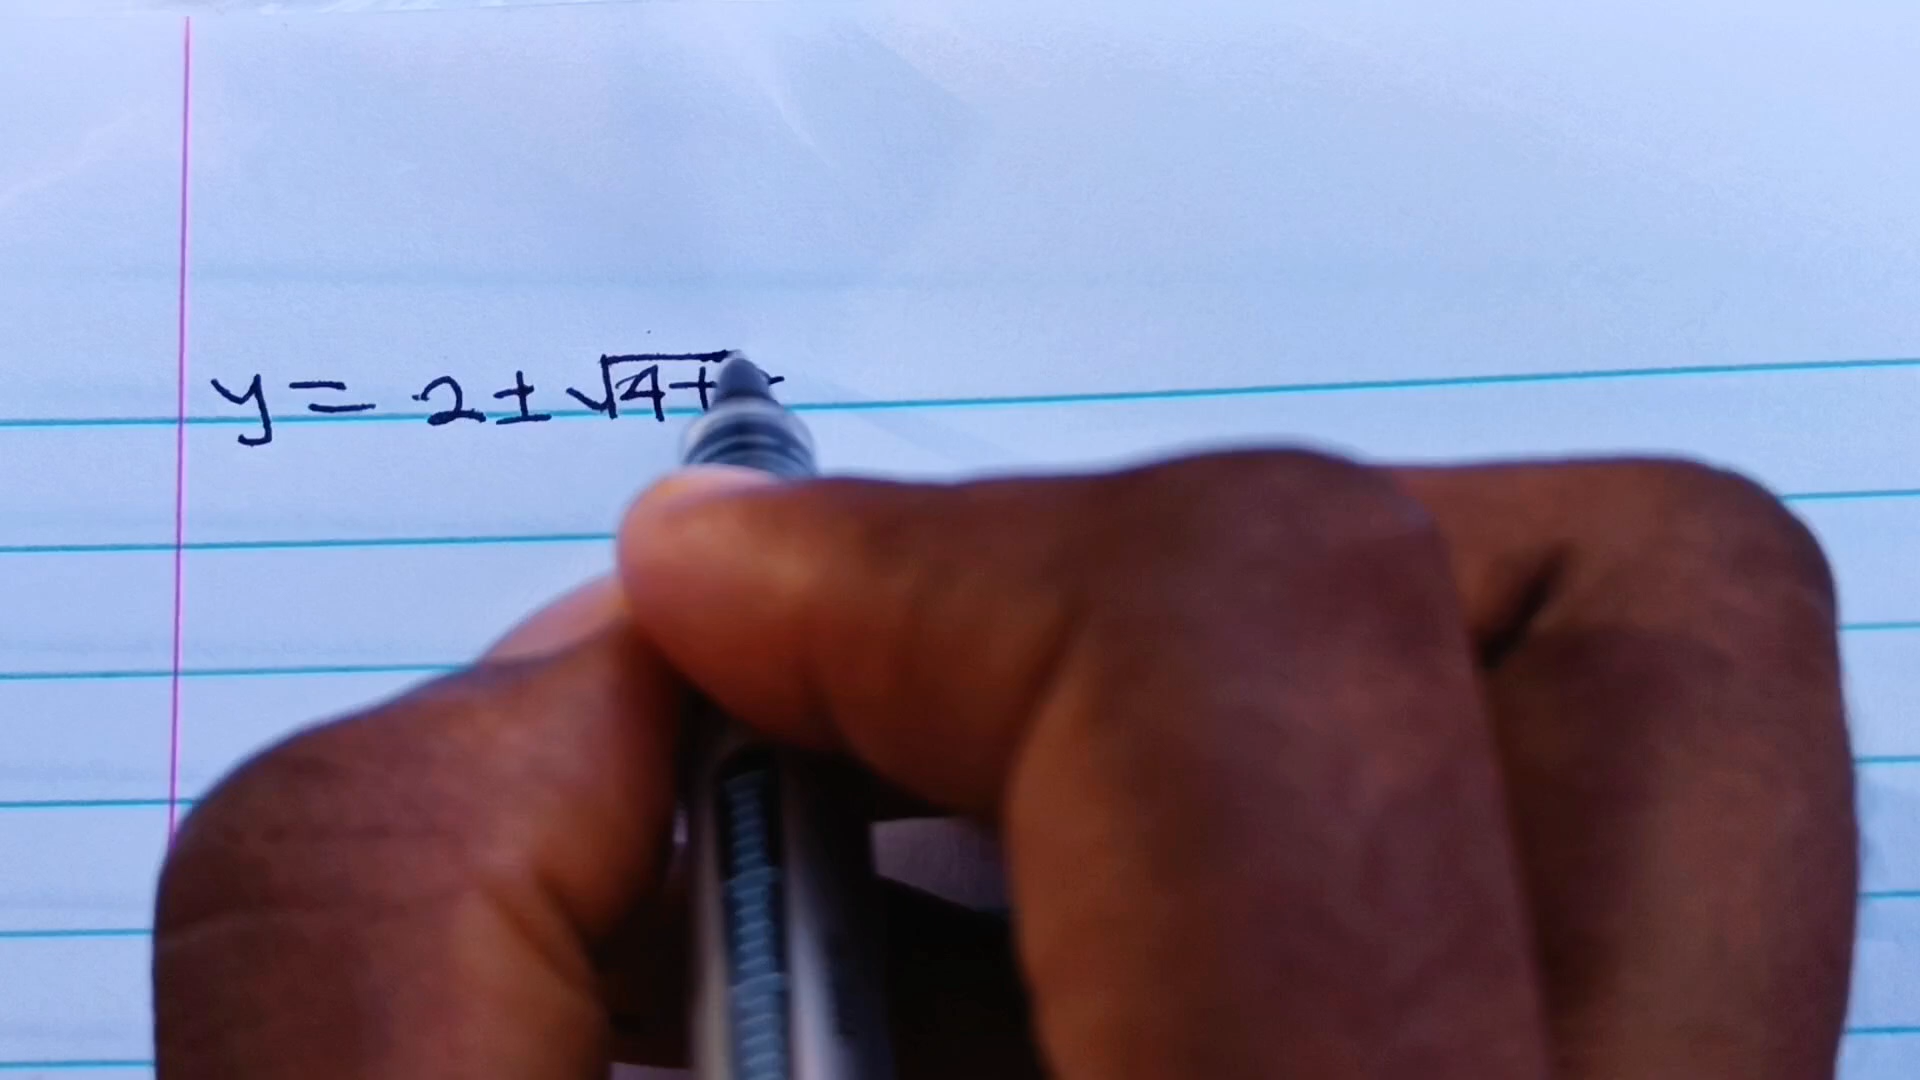 y = 2 ± √4+